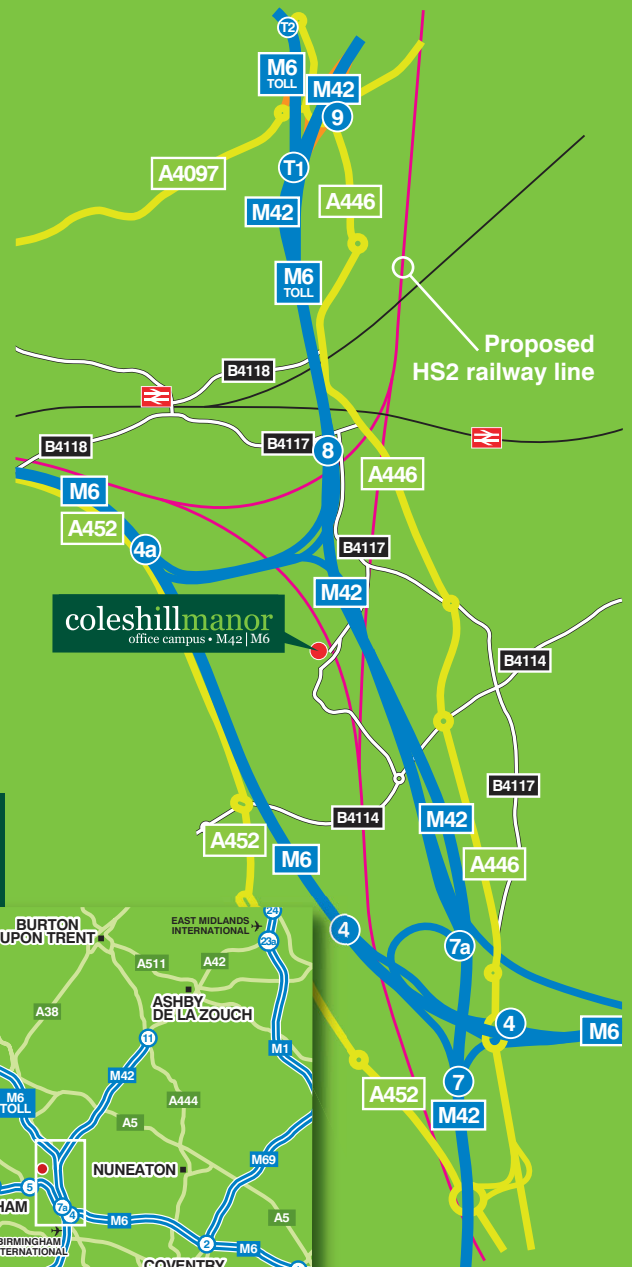 T2
M6
TOLL
M42
9
A4097
T1
A446
M42
M6
TOLL
Proposed
HS2 railway line
B4118
B4118
B4117
8
A446
M6
A452
4a
B4117
M42
coleshillmanor
office campus • M42 | M6
B4114
B4117
B4114
M42
A452
M6
A446
4
7a
4
M6
7
A452
M42
BURTON
UPON TRENT
EAST MIDLANDS
INTERNATIONAL
24
23a
A511
A42
ASHBY
DE LA ZOUCH
A38
11
M1
M42
M6
TOLL
A444
A5
M69
NUNEATON
5
HAM
7a
4
M6
A5
BIRMINGHAM
TERNATIONAL
2
M6
COVENTRY